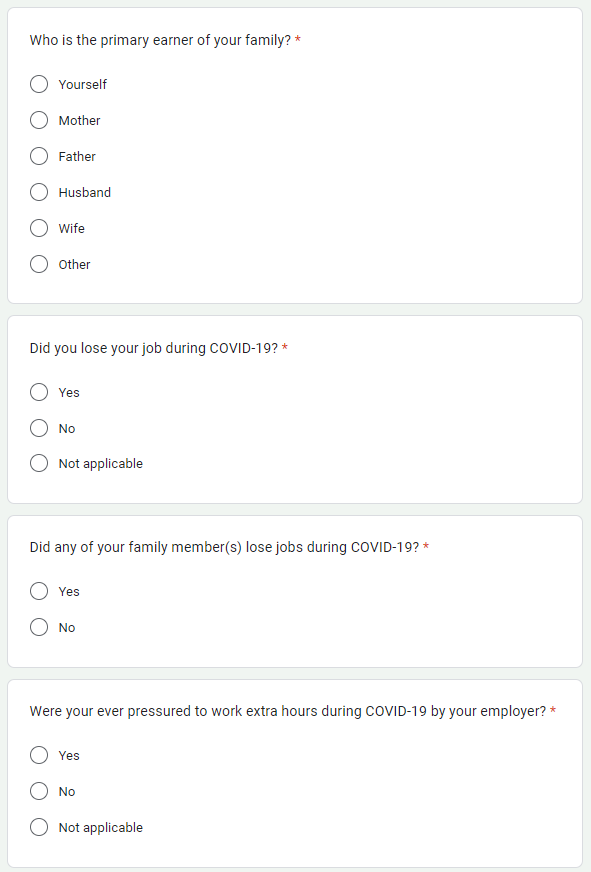 Who is the primary earner of your family? *
Yourself
Mother
Father
Husband
Wife
Other
Did you lose your job during COVID-19? *
Yes
No
Not applicable
Did any of your family member(s) lose jobs during COVID-19? *
Yes
No
Were your ever pressured to work extra hours during COVID-19 by your employer? *
Yes
No
Not applicable